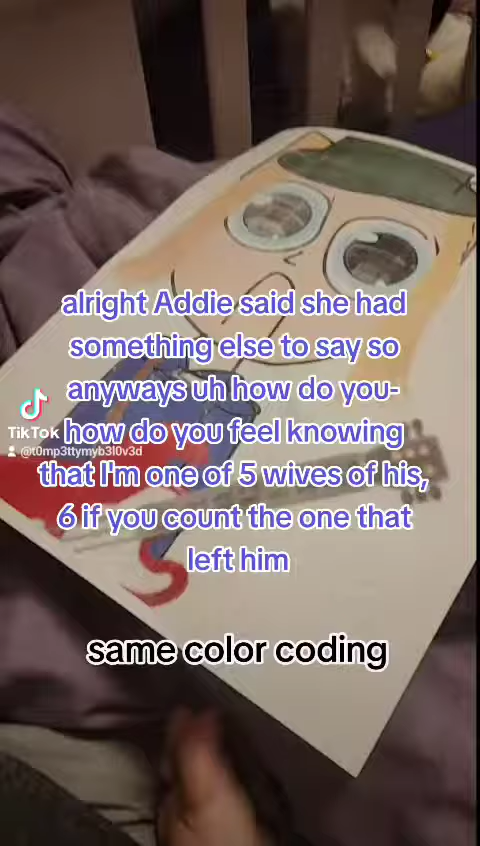 alright Addie said she had
something else to say so
anyways uh how do you-
how do you feel knowing
that I'm one of 5 wives of his,
6 if you count the one that
left him
TikTok
@t0mp3ttymyb3l0v3d
same color coding